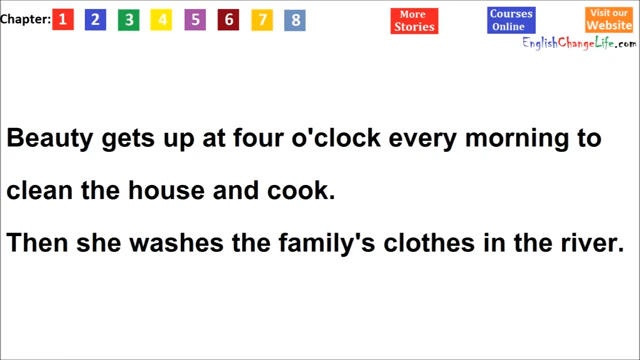 Chapter: 1 2 3 4 5 6 7 8 More Stories Courses Online Visit our Website
EnglishChangeLife.com
Beauty gets up at four o'clock every morning to
clean the house and cook.
Then she washes the family's clothes in the river.